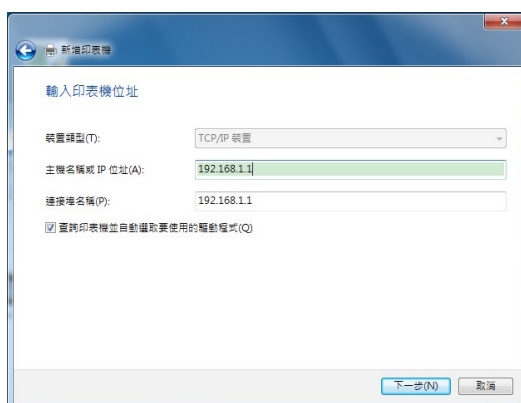 新增印表機
輸入印表機位址
裝置類型(T): TCP/IP 裝置
主機名稱或 IP 位址(A): 192.168.1.1
連接埠名稱(P): 192.168.1.1
查詢印表機並自動選取要使用的驅動程式(Q)
下一步(N) 取消